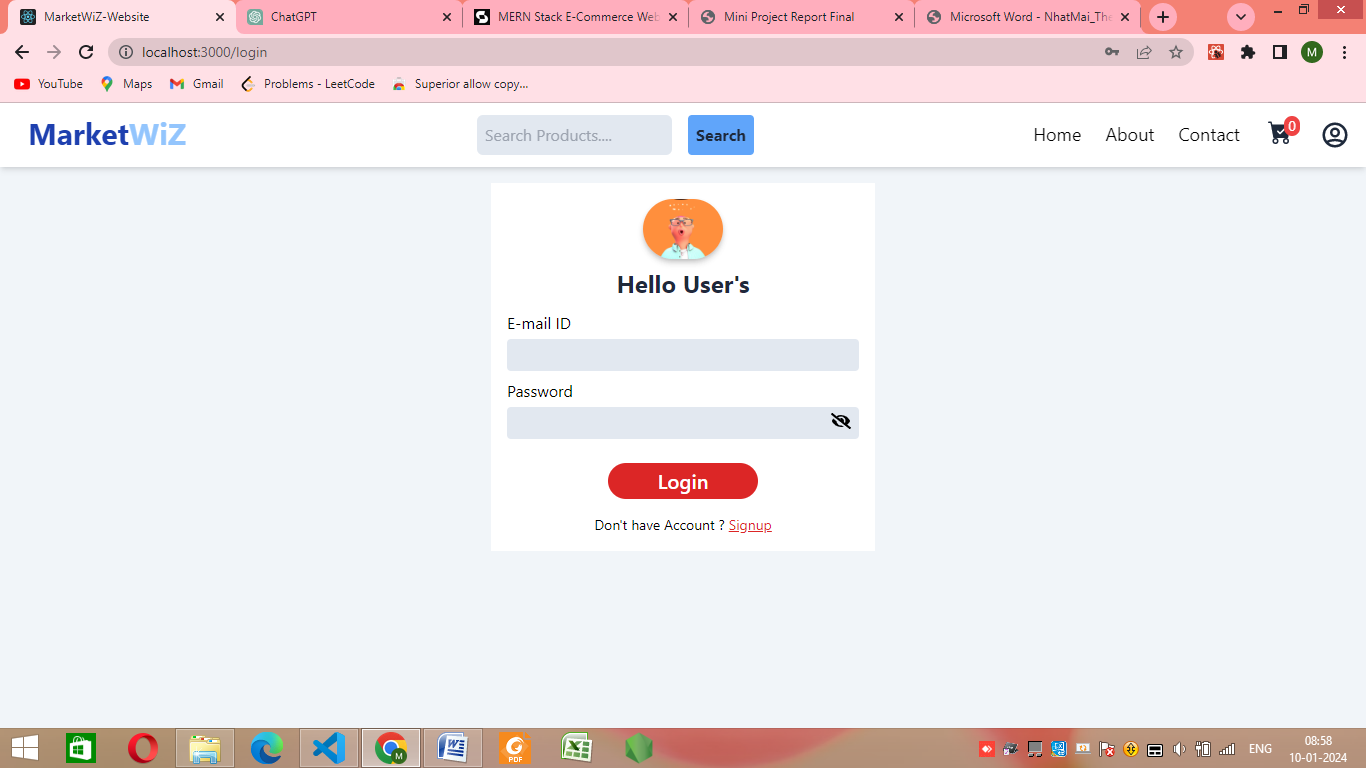 MarketWiZ-Website ChatGPT MERN Stack E-Commerce Web Mini Project Report Final Microsoft Word - NhatMai_The
localhost:3000/login M
YouTube Maps Gmail Problems - LeetCode Superior allow copy...
MarketWiZ Search Products.... Search Home About Contact 0
Hello User's
E-mail ID
Password
Login
Don't have Account ? Signup
PDF M ENG 08:58
10-01-2024